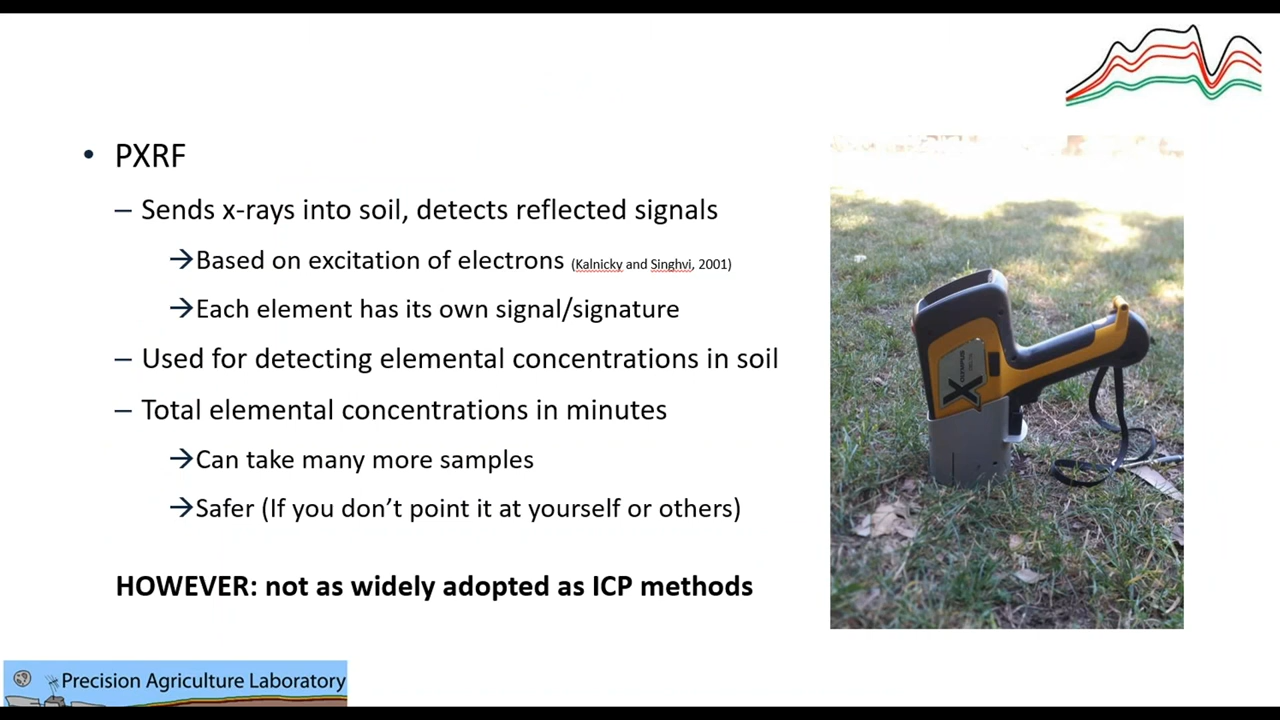 • PXRF
– Sends x-rays into soil, detects reflected signals
→Based on excitation of electrons (Kalnicky and Singhvi, 2001)
→Each element has its own signal/signature
– Used for detecting elemental concentrations in soil
– Total elemental concentrations in minutes
→Can take many more samples
→Safer (If you don’t point it at yourself or others)
HOWEVER: not as widely adopted as ICP methods
X
OLYMPUS
Precision Agriculture Laboratory